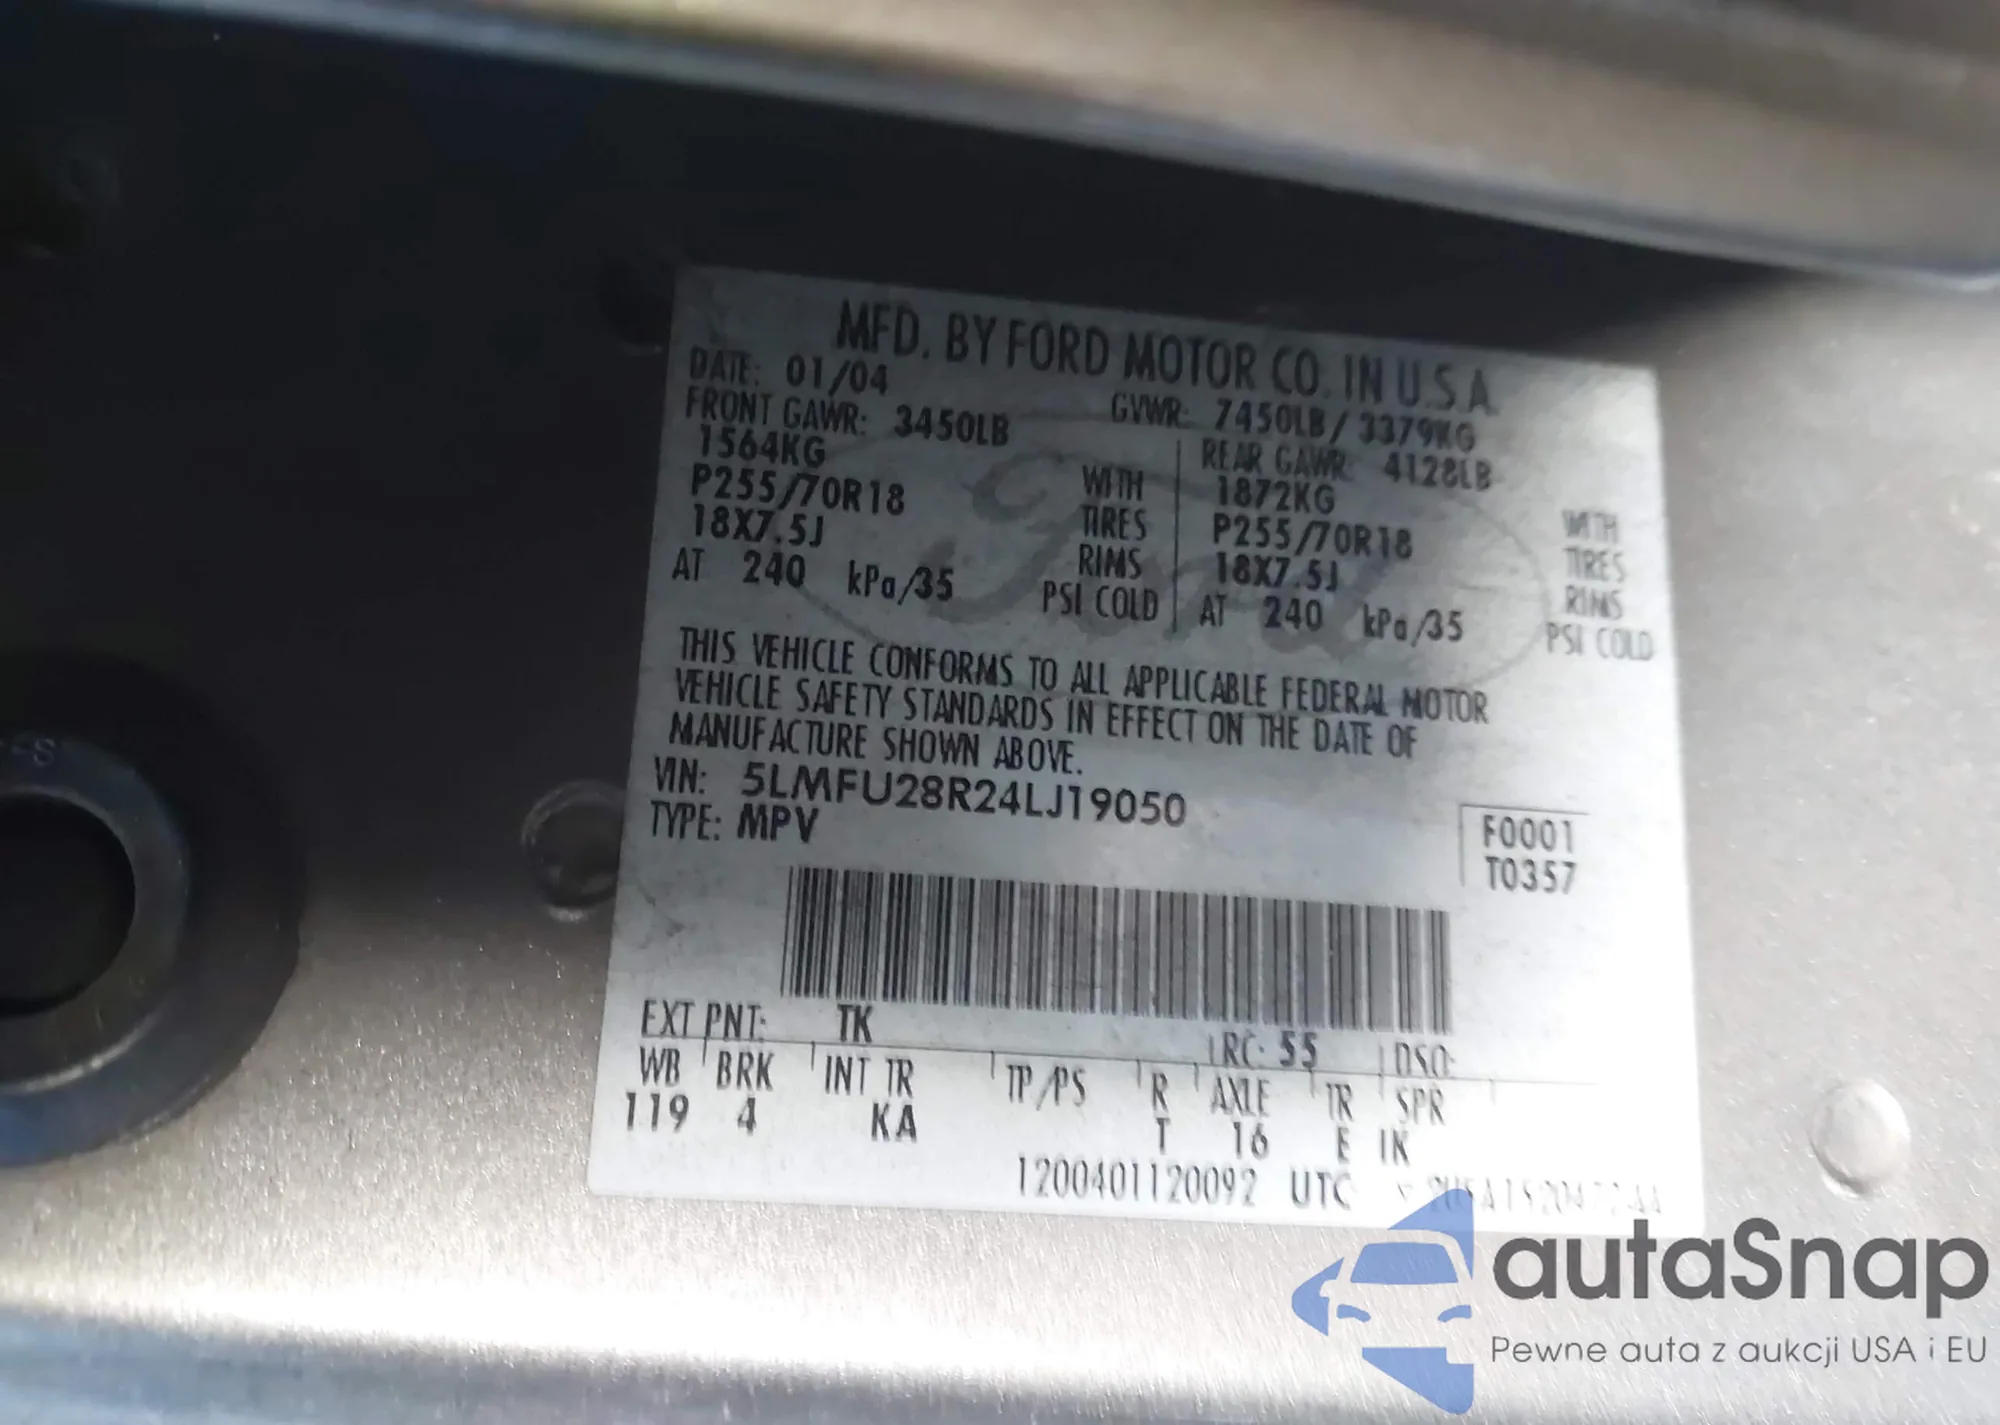 MFD. BY FORD MOTOR CO. IN U.S.A.
DATE: 01/04 GVWR: 7450LB / 3379KG
FRONT GAWR: 3450LB REAR GAWR: 4128LB
1564KG WITH 1872KG WITH
P255/70R18 TIRES P255/70R18 TIRES
18X7.5J RIMS 18X7.5J RIMS
AT 240 kPa/35 PSI COLD AT 240 kPa/35 PSI COLD
THIS VEHICLE CONFORMS TO ALL APPLICABLE FEDERAL MOTOR
VEHICLE SAFETY STANDARDS IN EFFECT ON THE DATE OF
MANUFACTURE SHOWN ABOVE.
VIN: 5LMFU28R24LJ19050
TYPE: MPV
F0001
T0357
EXT PNT: TK RC: 55 DSO:
WB BRK INT TR TP/PS R AXLE TR SPR
119 4 KA T 16 E
1200401120092 UTC
autaSnap
Pewne auta z aukcji USA i EU